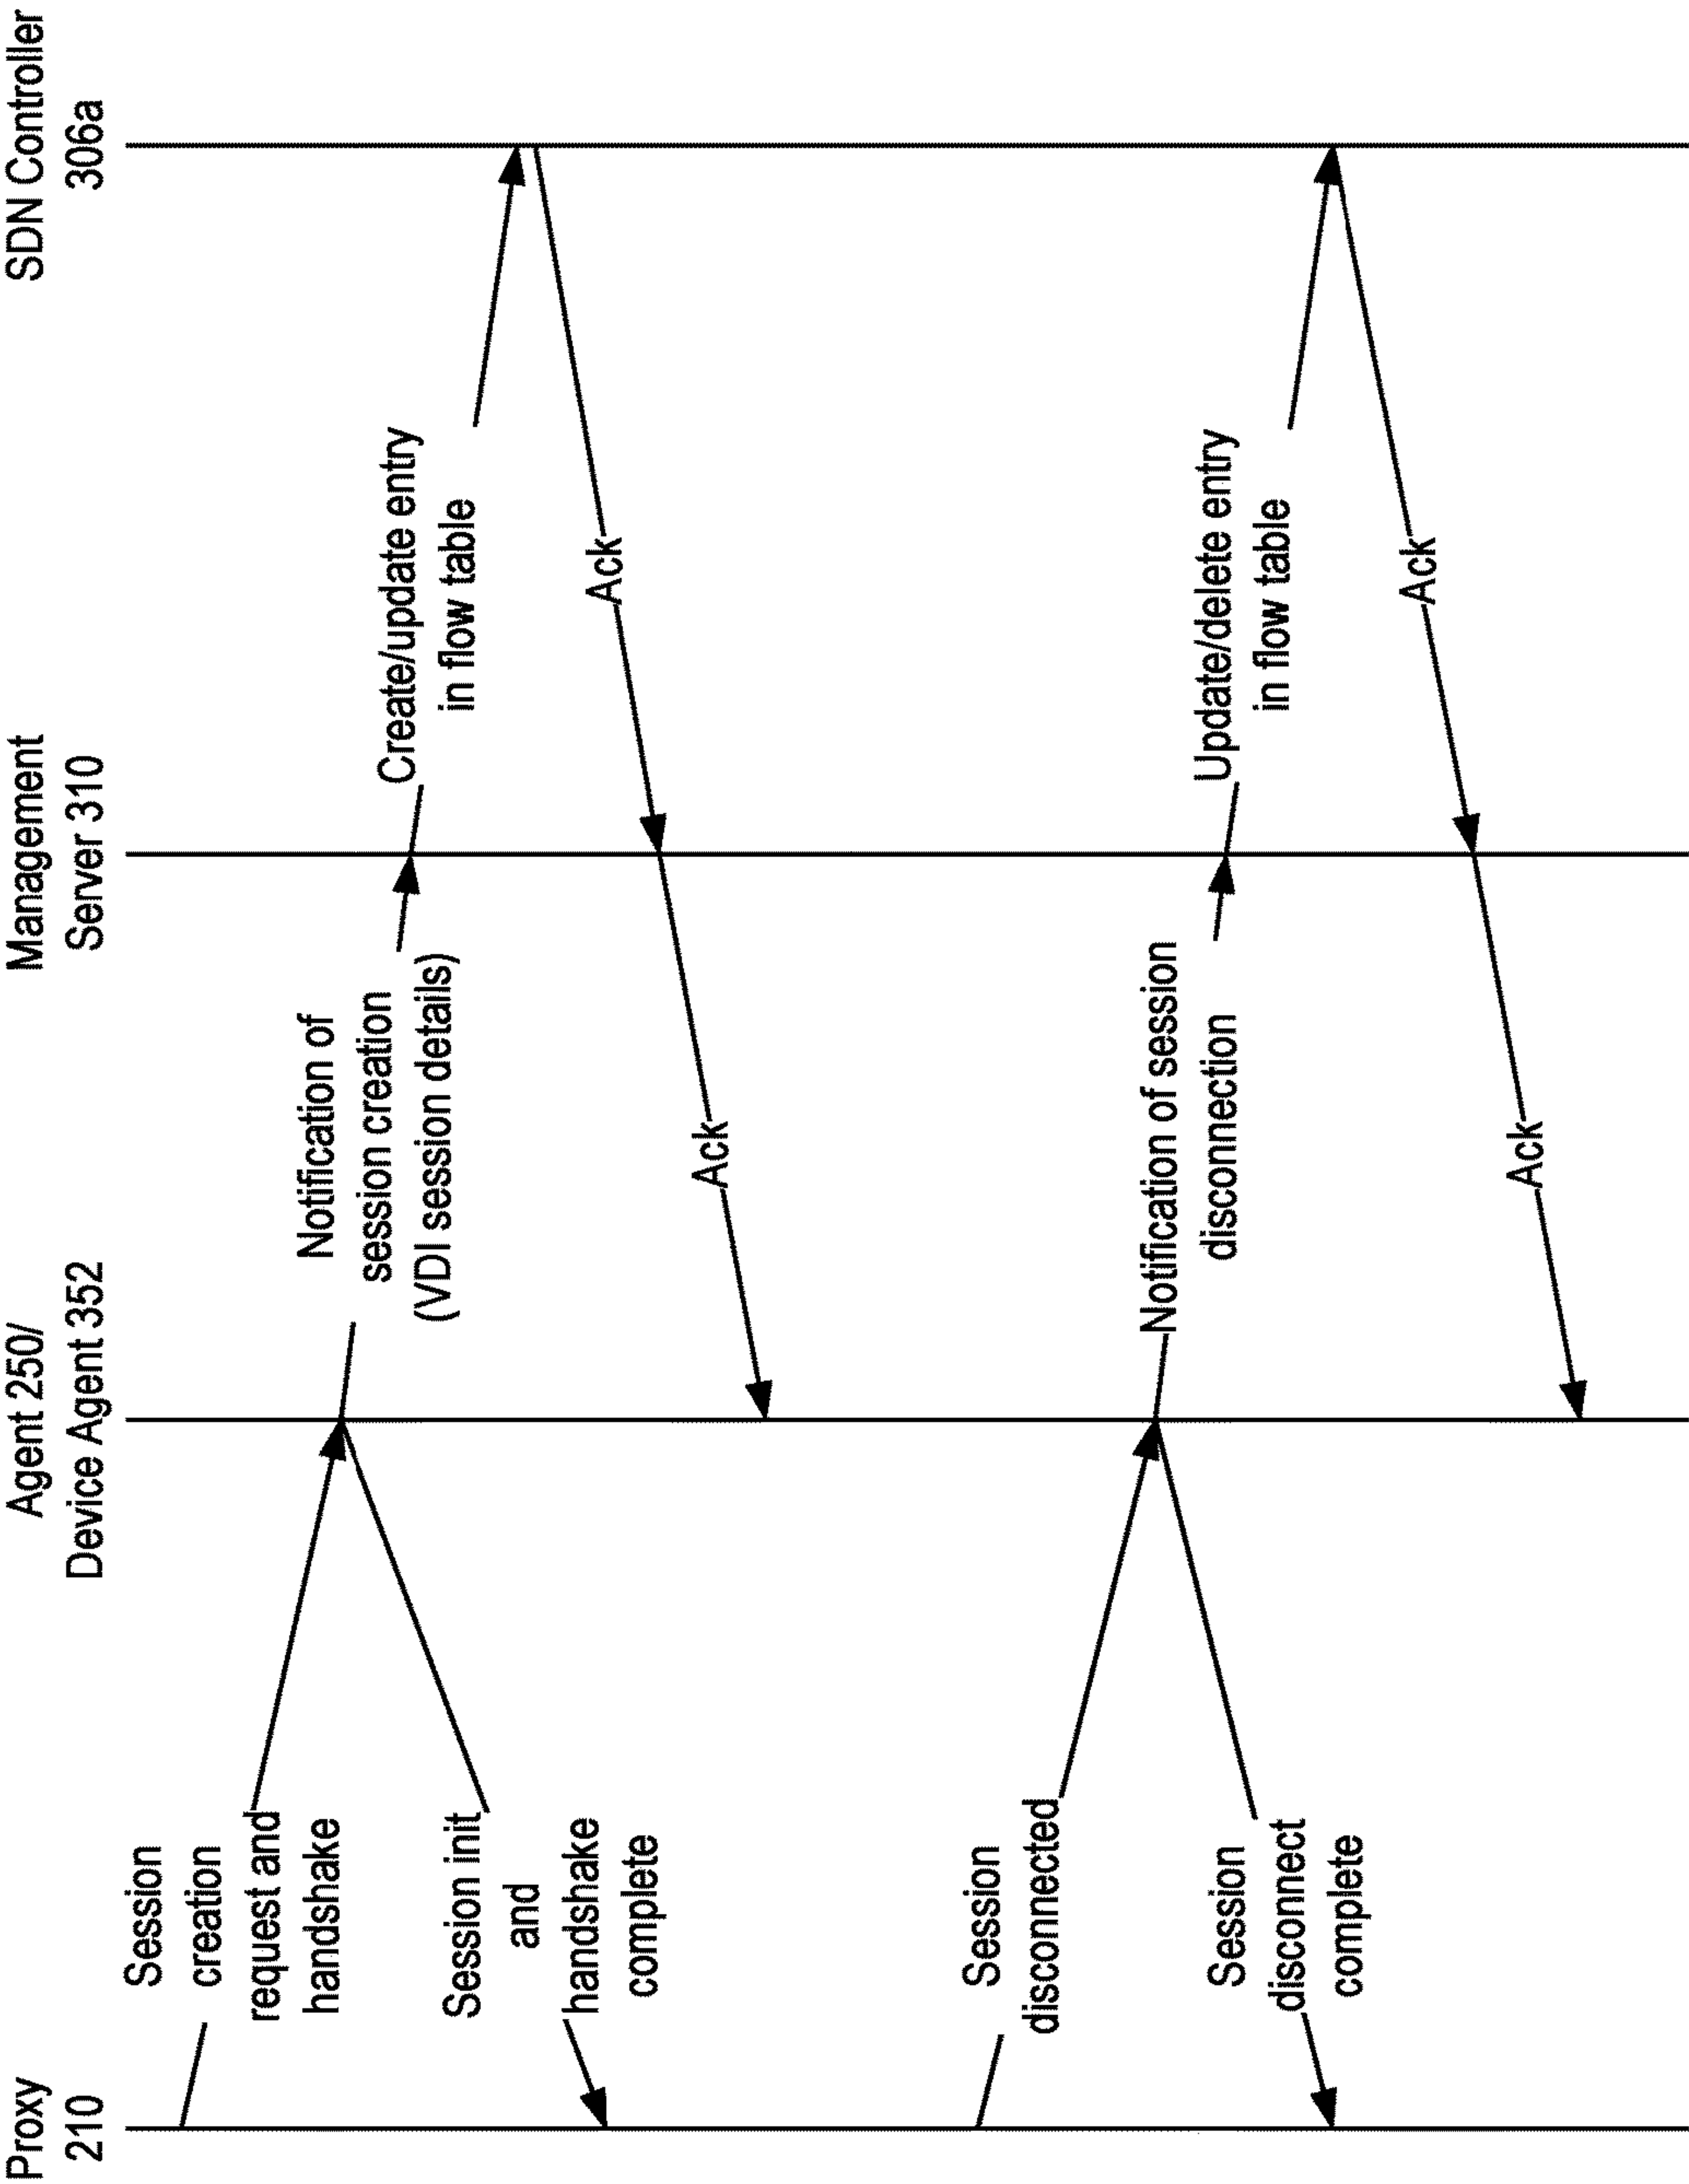 Proxy
210
Agent 250/
Device Agent 352
Management
Server 310
SDN Controller
306a
Session
creation
request and
handshake
Notification of
session creation
(VDI session details)
Create/update entry
in flow table
Session init
and
handshake
complete
Ack
Ack
Session
disconnected
Notification of session
disconnection
Update/delete entry
in flow table
Session
disconnect
complete
Ack
Ack